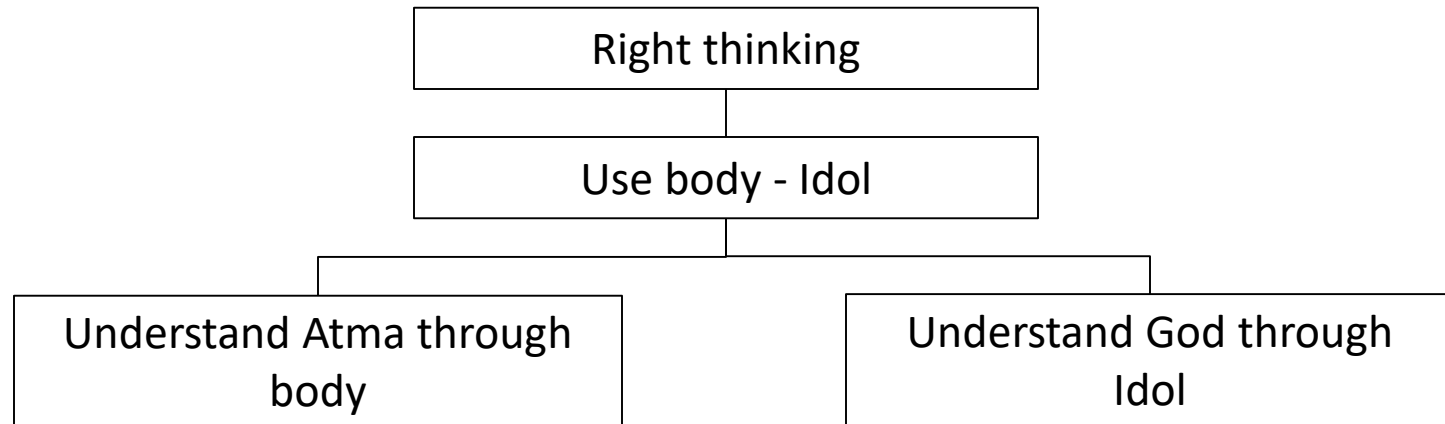 Right thinking
Use body - Idol
Understand Atma through
body
Understand God through
Idol